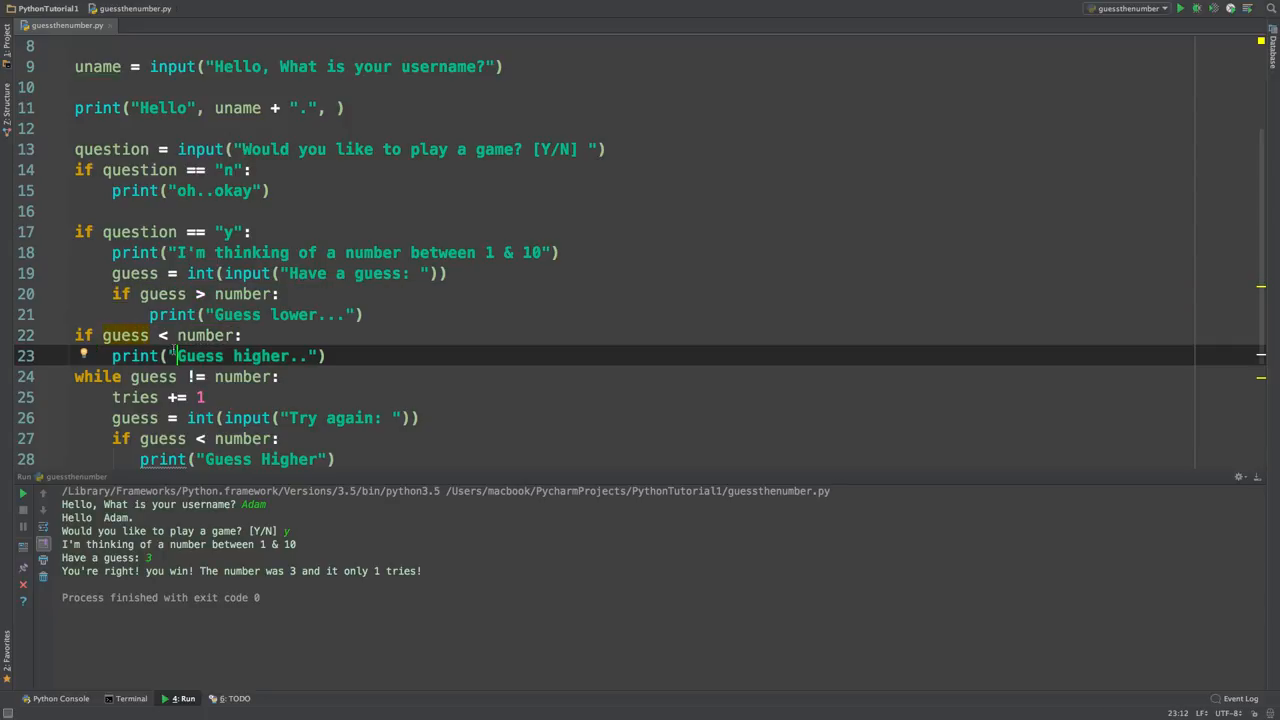 PythonTutorial1 guessthenumber.py guessthenumber
guessthenumber.py
1: Project
Z: Structure
2: Favorites
Database
8
9 uname = input("Hello, What is your username?")
10
11 print("Hello", uname + ".", )
12
13 question = input("Would you like to play a game? [Y/N] ")
14 if question == "n":
15 print("oh..okay")
16
17 if question == "y":
18 print("I'm thinking of a number between 1 & 10")
19 guess = int(input("Have a guess: "))
20 if guess > number:
21 print("Guess lower...")
22 if guess < number:
23 print("Guess higher..")
24 while guess != number:
25 tries += 1
26 guess = int(input("Try again: "))
27 if guess < number:
28 print("Guess Higher")
Run guessthenumber
/Library/Frameworks/Python.framework/Versions/3.5/bin/python3.5 /Users/macbook/PycharmProjects/PythonTutorial1/guessthenumber.py
Hello, What is your username? Adam
Hello Adam.
Would you like to play a game? [Y/N] y
I'm thinking of a number between 1 & 10
Have a guess: 3
You're right! you win! The number was 3 and it only 1 tries!
Process finished with exit code 0
Python Console Terminal 4: Run 6: TODO Event Log
23:12 LF÷ UTF-8÷